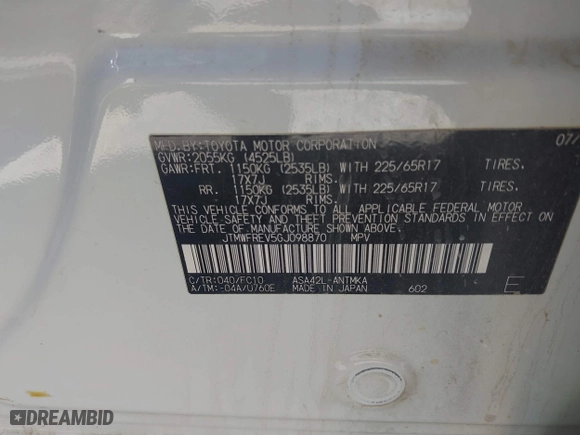 MFD.BY:TOYOTA MOTOR CORPORATION 07/
GVWR:2055KG (4525LB)
GAWR:FRT. 1150KG (2535LB) WITH 225/65R17 TIRES.
17X7J RIMS.
RR. 1150KG (2535LB) WITH 225/65R17 TIRES.
17X7J RIMS.
THIS VEHICLE CONFORMS TO ALL APPLICABLE FEDERAL MOTOR
VEHICLE SAFETY AND THEFT PREVENTION STANDARDS IN EFFECT
ON THE DATE OF MANUFACTURE SHOWN ABOVE.
JTMWFREV5GJ098870 MPV
C/TR:040/FC10 ASA42L-ANTMKA
A/TM:-04A/U760E MADE IN JAPAN 602 E
DREAMBID